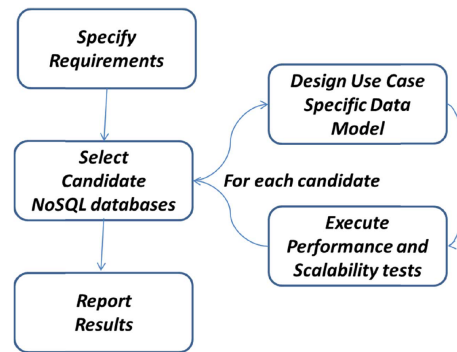 Specify
Requirements
Design Use Case
Specific Data
Model
Select
Candidate
NoSQL databases
For each candidate
Execute
Performance and
Scalability tests
Report
Results